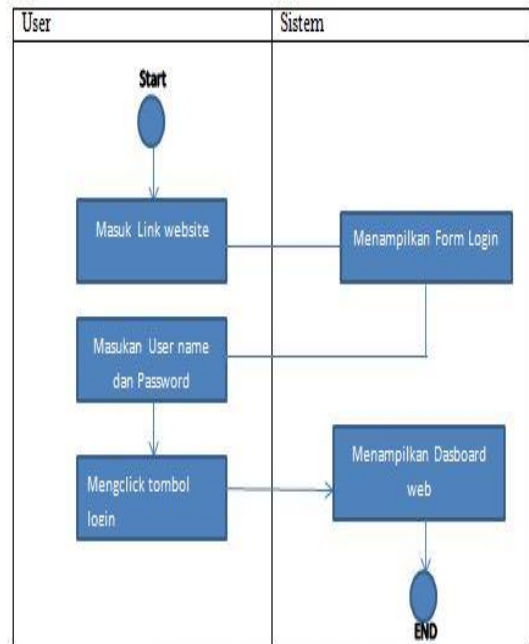 User
Sistem
Start
Masuk Link website
Menampilkan Form Login
Masukan User name
dan Password
Mengclick tombol
login
Menampilkan Dasboard
web
END